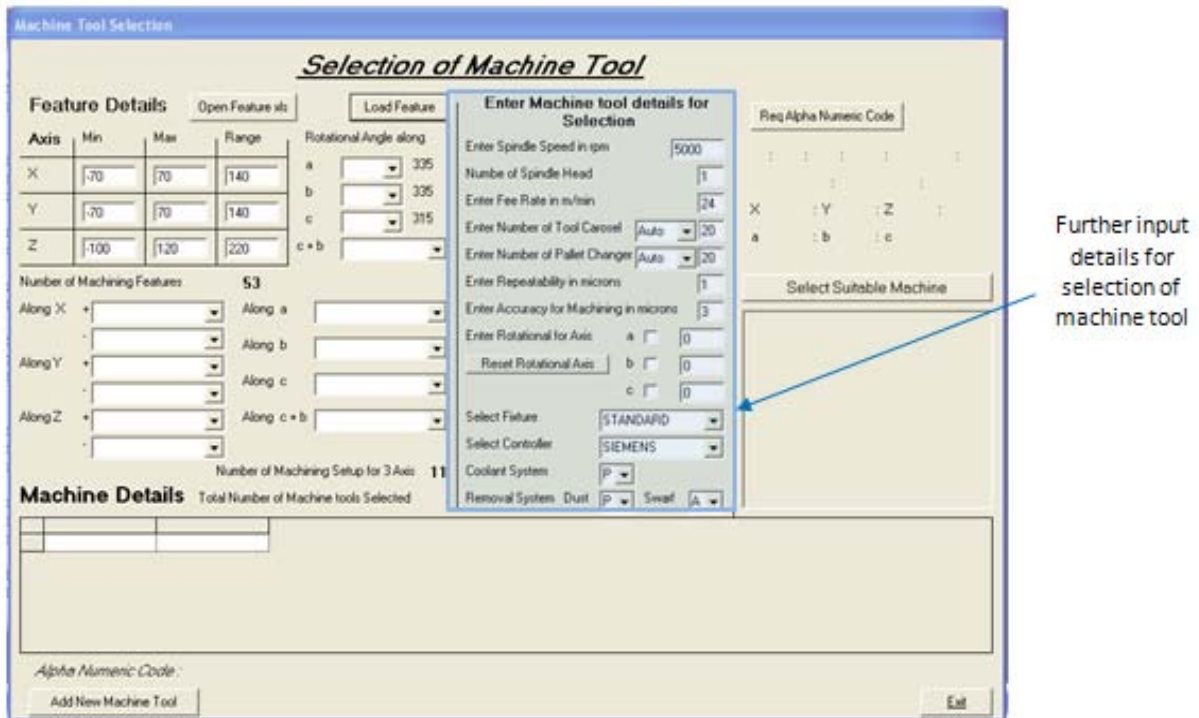 Machine Tool Selection
Selection of Machine Tool
Feature Details
Open Feature xls
Load Feature
Axis Min Max Range
X -70 70 140
Y -70 70 140
Z -100 120 220
Rotational Angle along
a 335
b 335
c 315
c + b
Number of Machining Features 53
Along X + Along a
-
Along b
Along Y +
Along c
-
Along Z + Along c + b
-
Number of Machining Setup for 3 Axis 11
Enter Machine tool details for
Selection
Enter Spindle Speed in rpm 5000
Numbe of Spindle Head 1
Enter Fee Rate in m/min 24
Enter Number of Tool Carosel Auto 20
Enter Number of Pallet Changer Auto 20
Enter Repeatability in microns 1
Enter Accuracy for Machining in microns 3
Enter Rotational for Axis a 0
Reset Rotational Axis b 0
c 0
Select Fixture STANDARD
Select Controller SIEMENS
Coolant System P
Removal System Dust P Swarf A
Req Alpha Numeric Code
: : : : :
: :
X : Y : Z :
a : b : c
Select Suitable Machine
Further input
details for
selection of
machine tool
Machine Details Total Number of Machine tools Selected
Alpha Numeric Code :
Add New Machine Tool
Exit